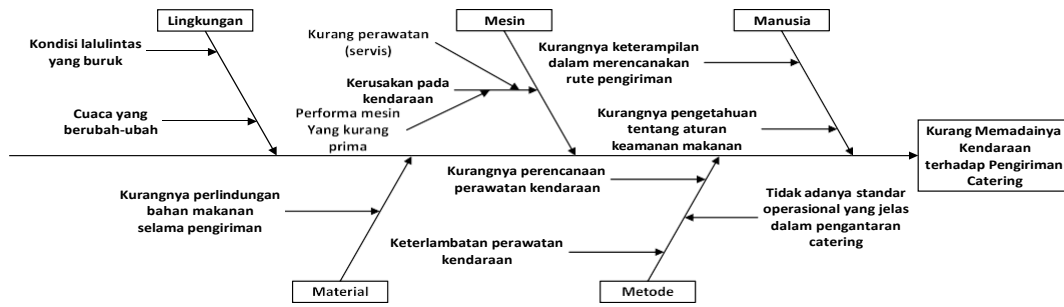 Lingkungan
Mesin
Manusia
Kondisi lalulintas
yang buruk
Cuaca yang
berubah-ubah
Kurang perawatan
(servis)
Kerusakan pada
kendaraan
Performa mesin
Yang kurang
prima
Kurangnya keterampilan
dalam merencanakan
rute pengiriman
Kurangnya pengetahuan
tentang aturan
keamanan makanan
Kurang Memadainya
Kendaraan
terhadap Pengiriman
Catering
Kurangnya perlindungan
bahan makanan
selama pengiriman
Kurangnya perencanaan
perawatan kendaraan
Keterlambatan perawatan
kendaraan
Tidak adanya standar
operasional yang jelas
dalam pengantaran
catering
Material
Metode